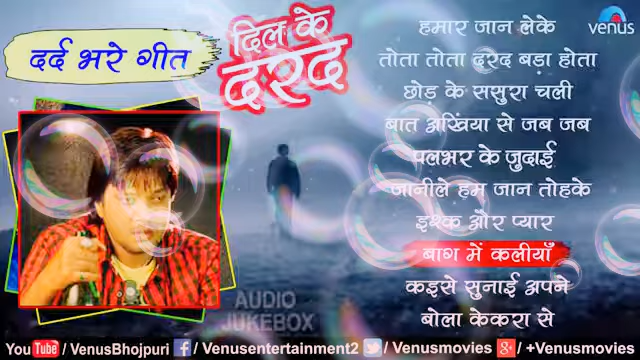 दर्द भरे गीत
दिल के
दरद
venus
हमार जान लेके
तोता तोता दरद बड़ा होता
छोड़ के ससुरा चली
बात अखिंया से जब जब
पलभर के जुदाई
जानीले हम जान तोहके
इश्क और प्यार
बाग में कलीयाँ
कइसे सुनाई अपने
बोला केकरा से
AUDIO
JUKEBOX
YouTube / VenusBhojpuri f / Venusentertainment2 / Venusmovies g+ / +Venusmovies